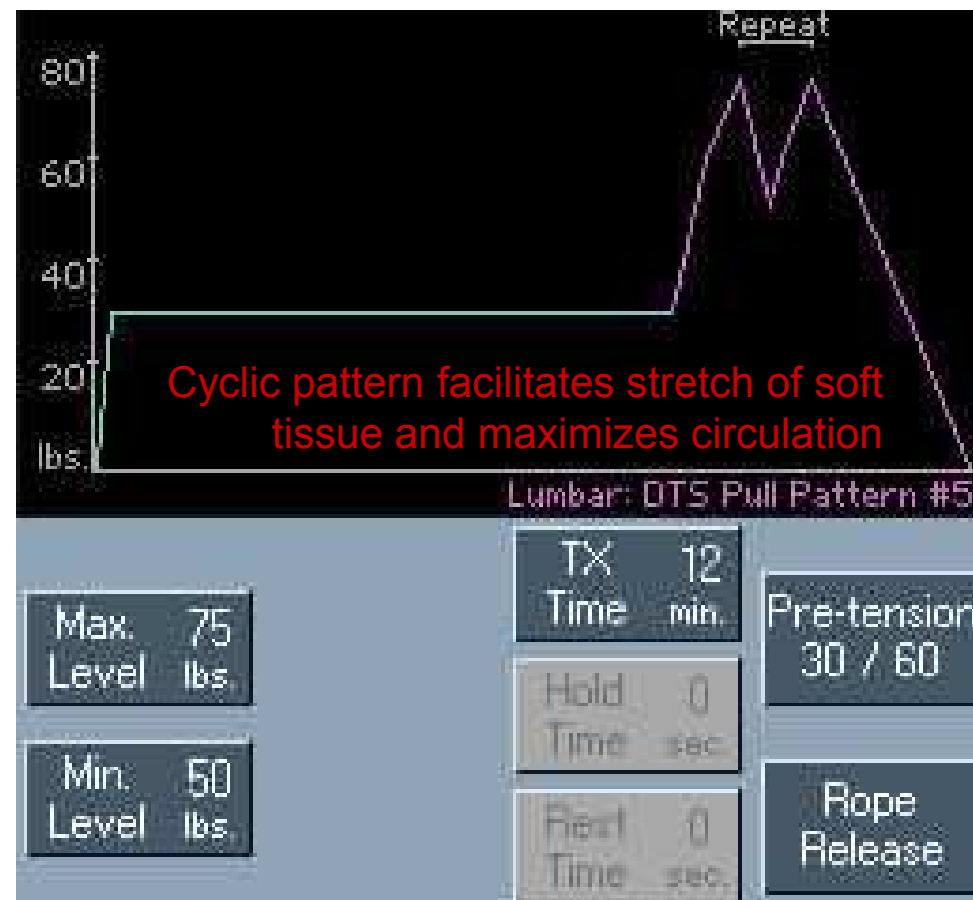 Repeat
80
60
40
20
lbs.
Cyclic pattern facilitates stretch of soft
tissue and maximizes circulation
Lumbar: DTS Pull Pattern #5
Max. 75
Level lbs.
Min. 50
Level lbs.
TX 12
Time min.
Hold 0
Time sec.
Rest 0
Time sec.
Pre-tension
30 / 60
Rope
Release